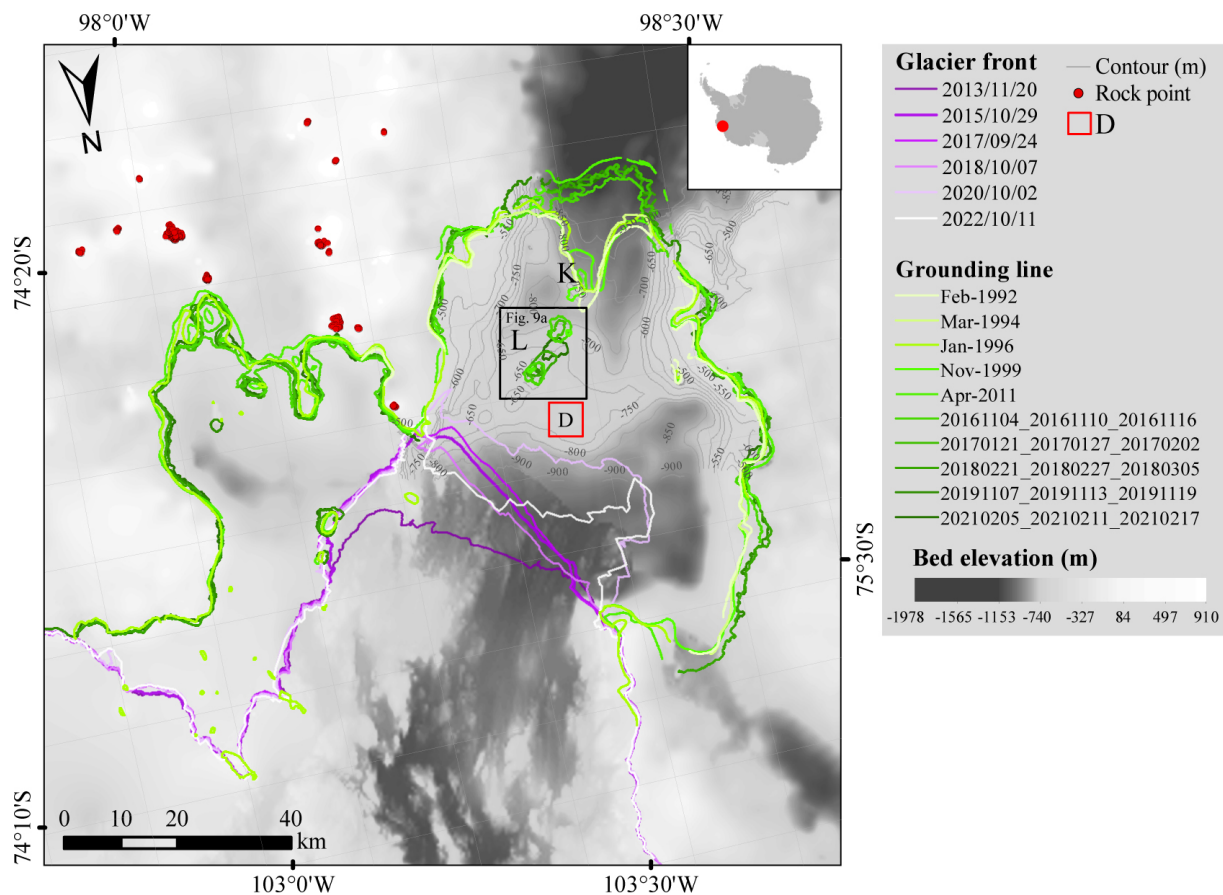 98°0'W
98°30'W
74°20'S
74°10'S
75°30'S
103°0'W
103°30'W
N
K
Fig. 9a
L
D
-500
-600
-650
-700
-750
-800
-850
-900
0 10 20 40
km
Glacier front
2013/11/20
2015/10/29
2017/09/24
2018/10/07
2020/10/02
2022/10/11
Contour (m)
Rock point
D
Grounding line
Feb-1992
Mar-1994
Jan-1996
Nov-1999
Apr-2011
20161104_20161110_20161116
20170121_20170127_20170202
20180221_20180227_20180305
20191107_20191113_20191119
20210205_20210211_20210217
Bed elevation (m)
-1978 -1565 -1153 -740 -327 84 497 910